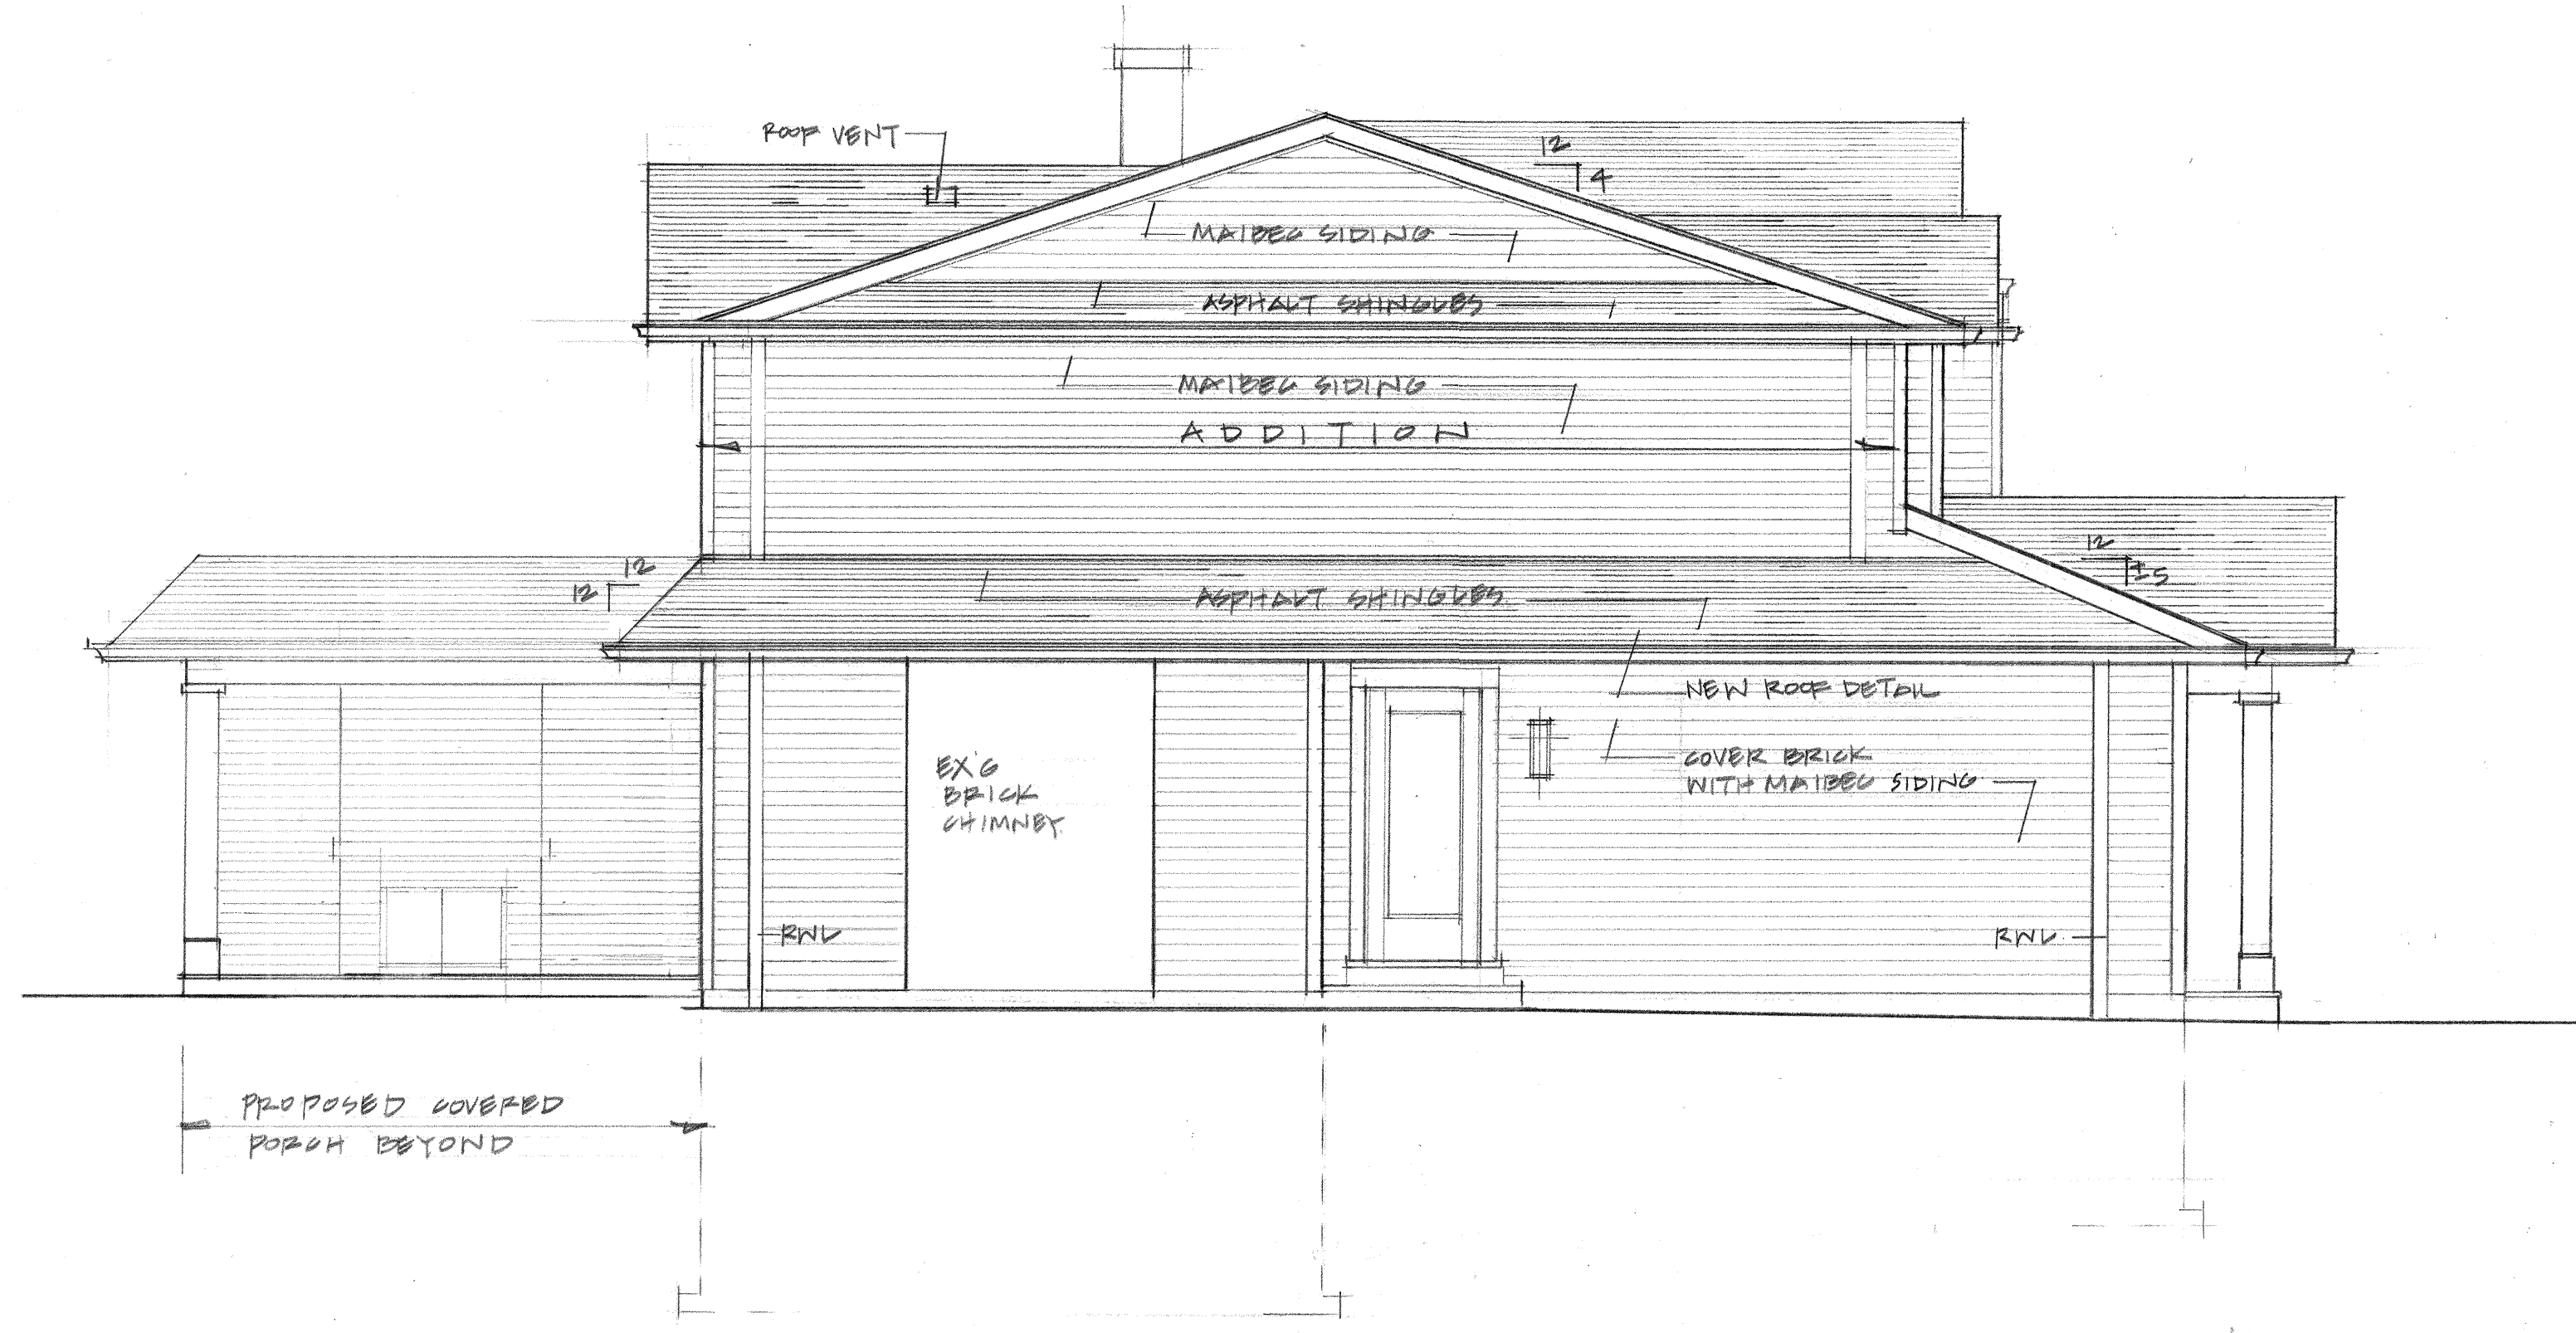 ROOF VENT
12
4
MAIBEC SIDING
ASPHALT SHINGLES
MAIBEC SIDING
ADDITION
12
12
ASPHALT SHINGLES
12
±5
NEW ROOF DETAIL
EX'G
BRICK
CHIMNEY
COVER BRICK
WITH MAIBEC SIDING
RWL
RWL
PROPOSED COVERED
PORCH BEYOND